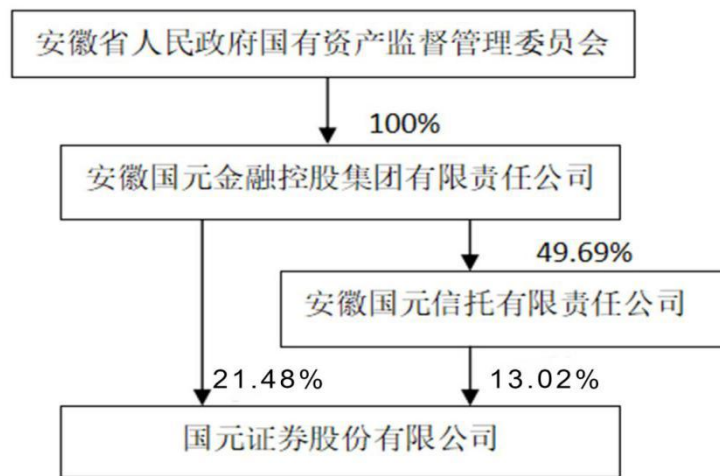 安徽省人民政府国有资产监督管理委员会
100%
安徽国元金融控股集团有限责任公司
49.69%
安徽国元信托有限责任公司
21.48%
13.02%
国元证券股份有限公司